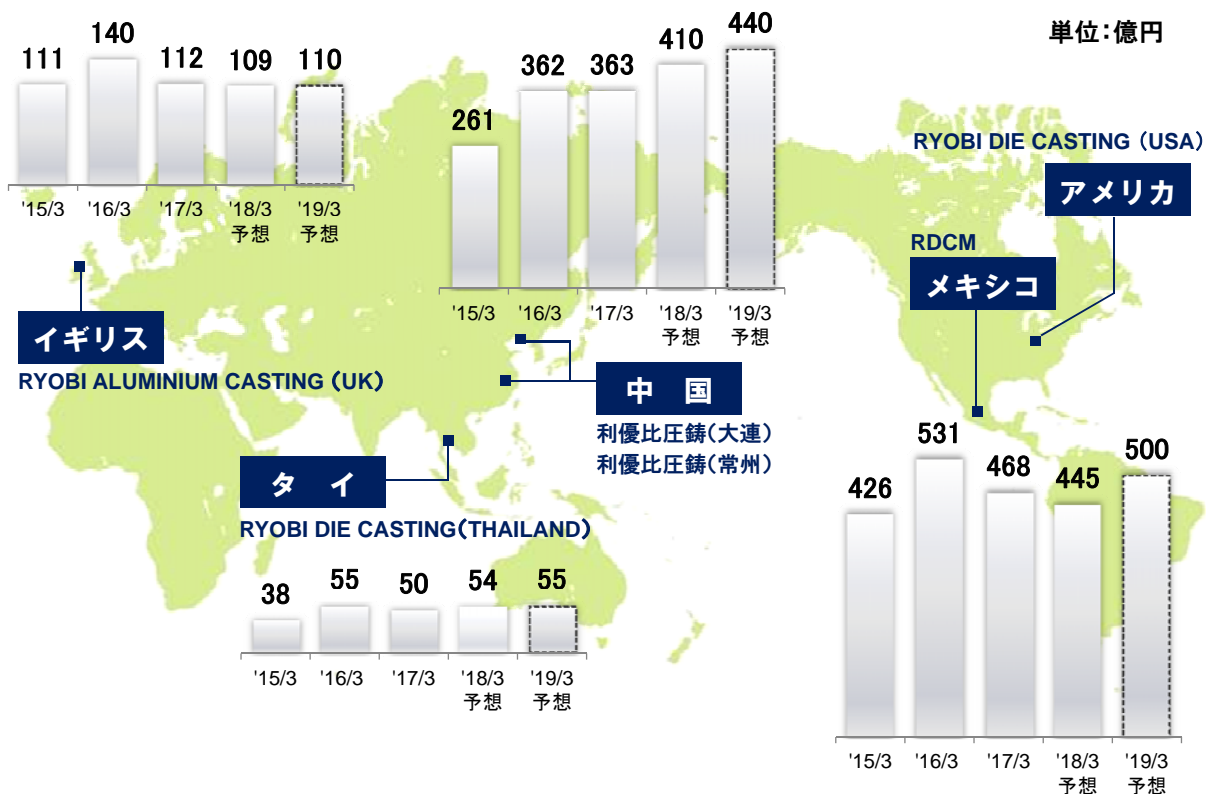 単位：億円
111 140 112 109 110
'15/3 '16/3 '17/3 '18/3 '19/3
予想 予想
イギリス
RYOBI ALUMINIUM CASTING（UK）
261 362 363 410 440
'15/3 '16/3 '17/3 '18/3 '19/3
予想 予想
中　国
利優比圧鋳（大連）
利優比圧鋳（常州）
RYOBI DIE CASTING（USA）
アメリカ
RDCM
メキシコ
426 531 468 445 500
'15/3 '16/3 '17/3 '18/3 '19/3
予想 予想
タ　イ
RYOBI DIE CASTING（THAILAND）
38 55 50 54 55
'15/3 '16/3 '17/3 '18/3 '19/3
予想 予想